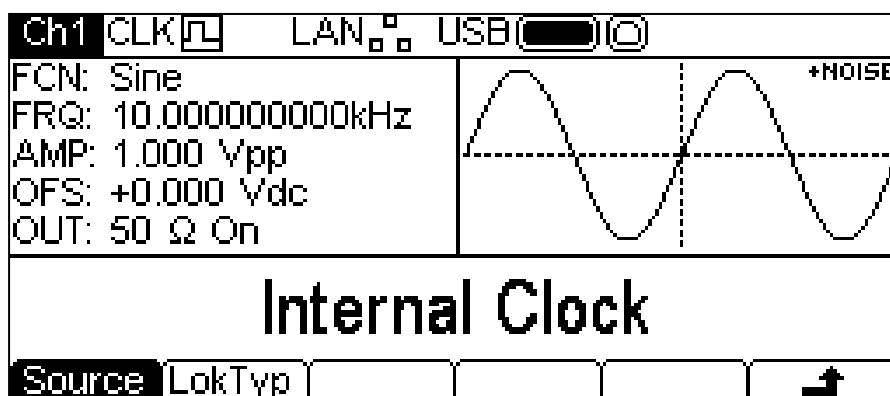 Ch1 CLK LAN USB
FCN: Sine
+NOISE
FRQ: 10.000000000kHz
AMP: 1.000 Vpp
OFS: +0.000 Vdc
OUT: 50 Ω On
Internal Clock
Source LokTyp